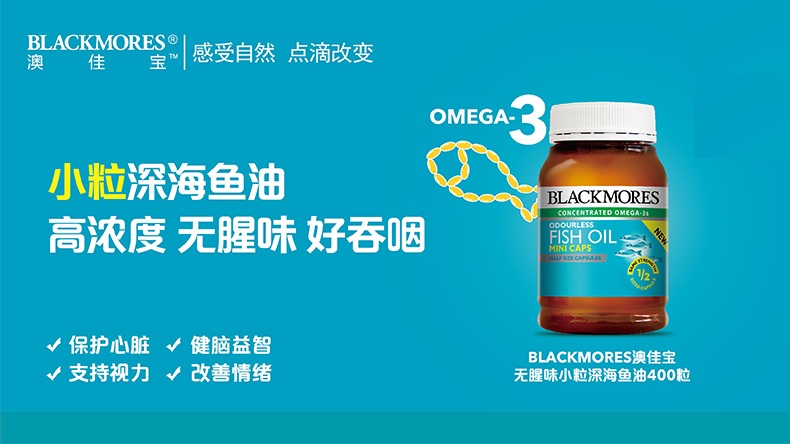 BLACKMORES®
澳佳宝™
感受自然 点滴改变
OMEGA-3
小粒深海鱼油
高浓度 无腥味 好吞咽
✓ 保护心脏 ✓ 健脑益智
✓ 支持视力 ✓ 改善情绪
BLACKMORES
CONCENTRATED OMEGA-3s
ODOURLESS
FISH OIL
MINI CAPS
HALF SIZE CAPSULES
NEW
SAME STRENGTH
1/2
SIZED CAPSULE
BLACKMORES澳佳宝
无腥味小粒深海鱼油400粒